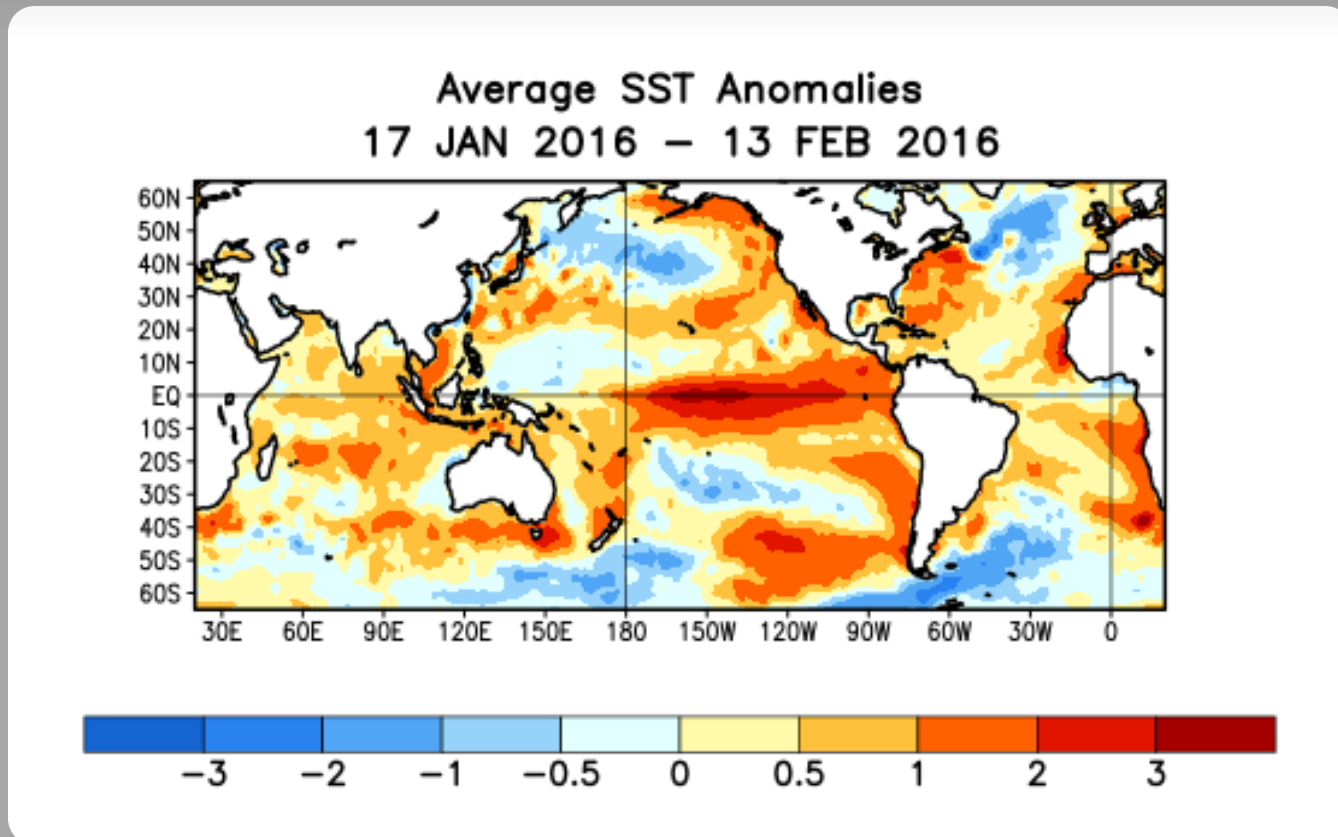 Average SST Anomalies
17 JAN 2016 – 13 FEB 2016
60N
50N
40N
30N
20N
10N
EQ
10S
20S
30S
40S
50S
60S
30E 60E 90E 120E 150E 180 150W 120W 90W 60W 30W 0
−3 −2 −1 −0.5 0 0.5 1 2 3